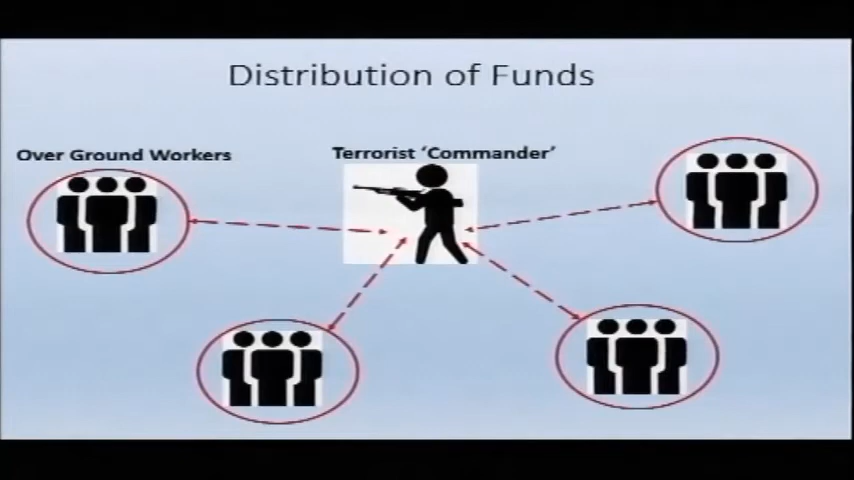 Distribution of Funds
Over Ground Workers
Terrorist ‘Commander’